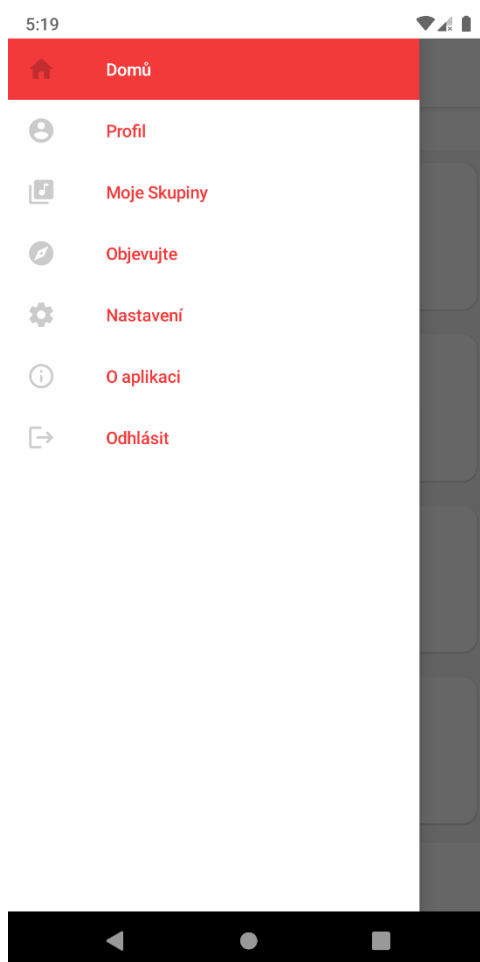 5:19
Domů
Profil
Moje Skupiny
Objevujte
Nastavení
O aplikaci
Odhlásit